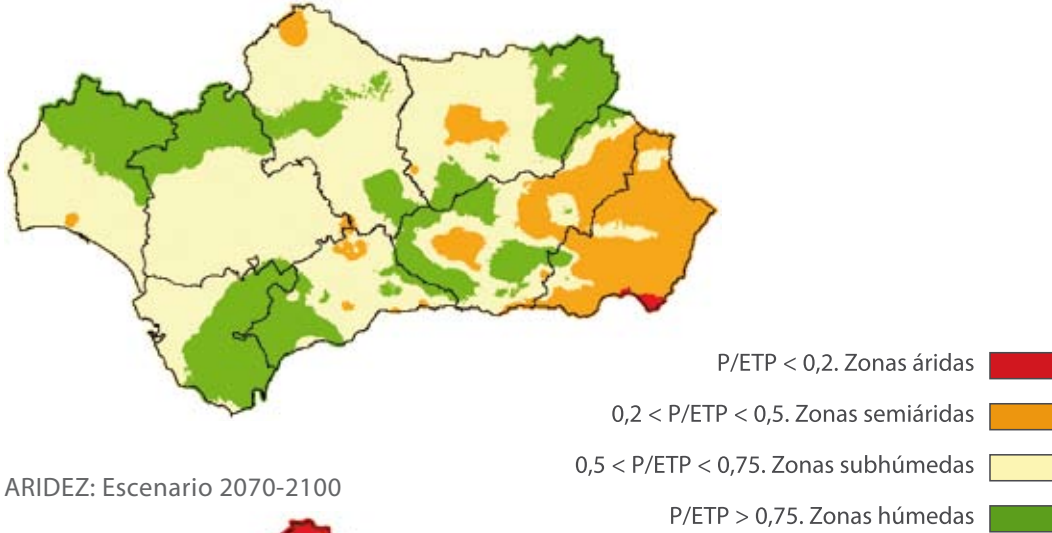 P/ETP < 0,2. Zonas áridas
0,2 < P/ETP < 0,5. Zonas semiáridas
0,5 < P/ETP < 0,75. Zonas subhúmedas
ARIDEZ: Escenario 2070-2100
P/ETP > 0,75. Zonas húmedas